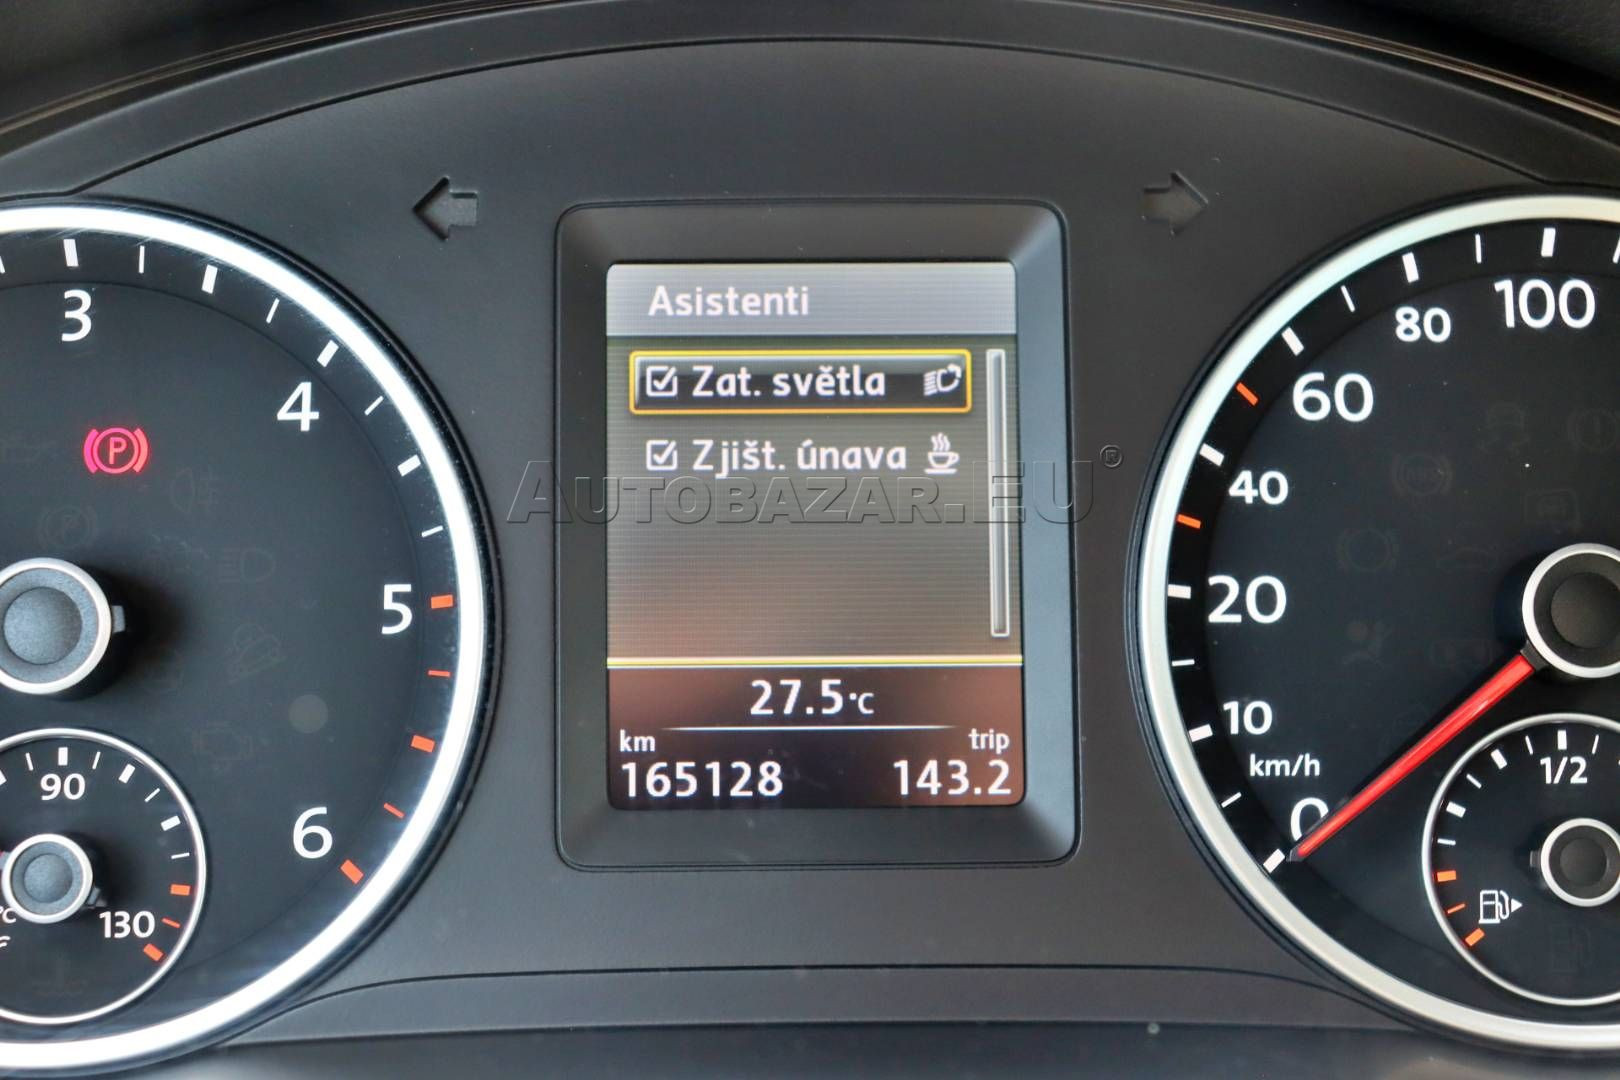 Asistenti
Zat. světla
Zjišt. únava
AUTOBAZAR.EU®
27.5°C
km trip
165128 143.2
3
4
5
6
P
90
130
°C
100
80
60
40
20
10
km/h
0
1/2